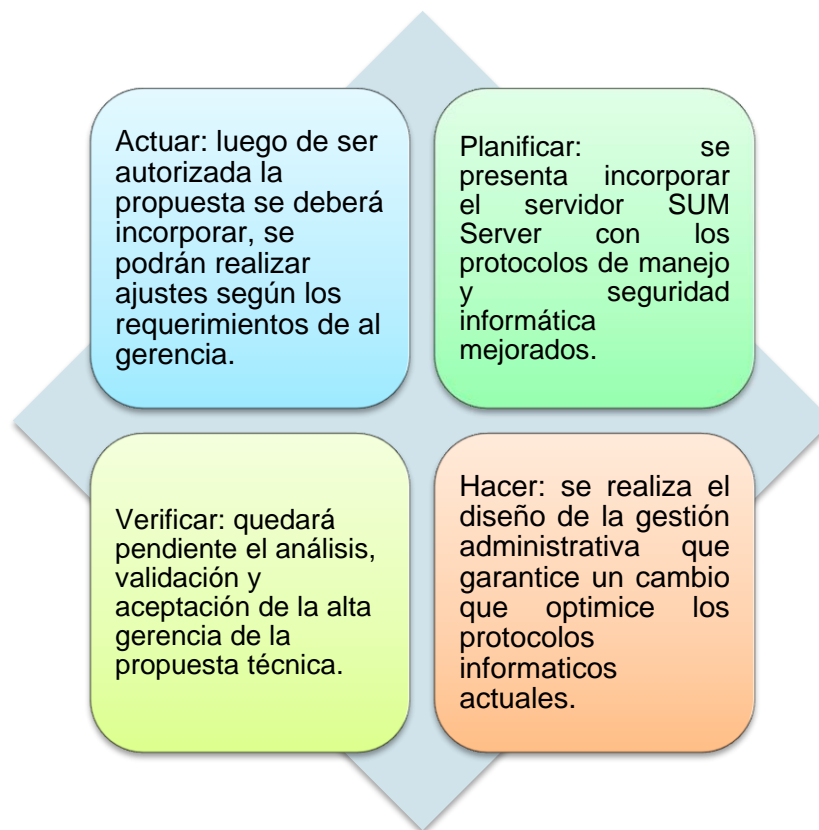 Actuar: luego de ser
autorizada la
propuesta se deberá
incorporar, se
podrán realizar
ajustes según los
requerimientos de al
gerencia.
Planificar: se
presenta incorporar
el servidor SUM
Server con los
protocolos de manejo
y seguridad
informática
mejorados.
Verificar: quedará
pendiente el análisis,
validación y
aceptación de la alta
gerencia de la
propuesta técnica.
Hacer: se realiza el
diseño de la gestión
administrativa que
garantice un cambio
que optimice los
protocolos
informaticos
actuales.